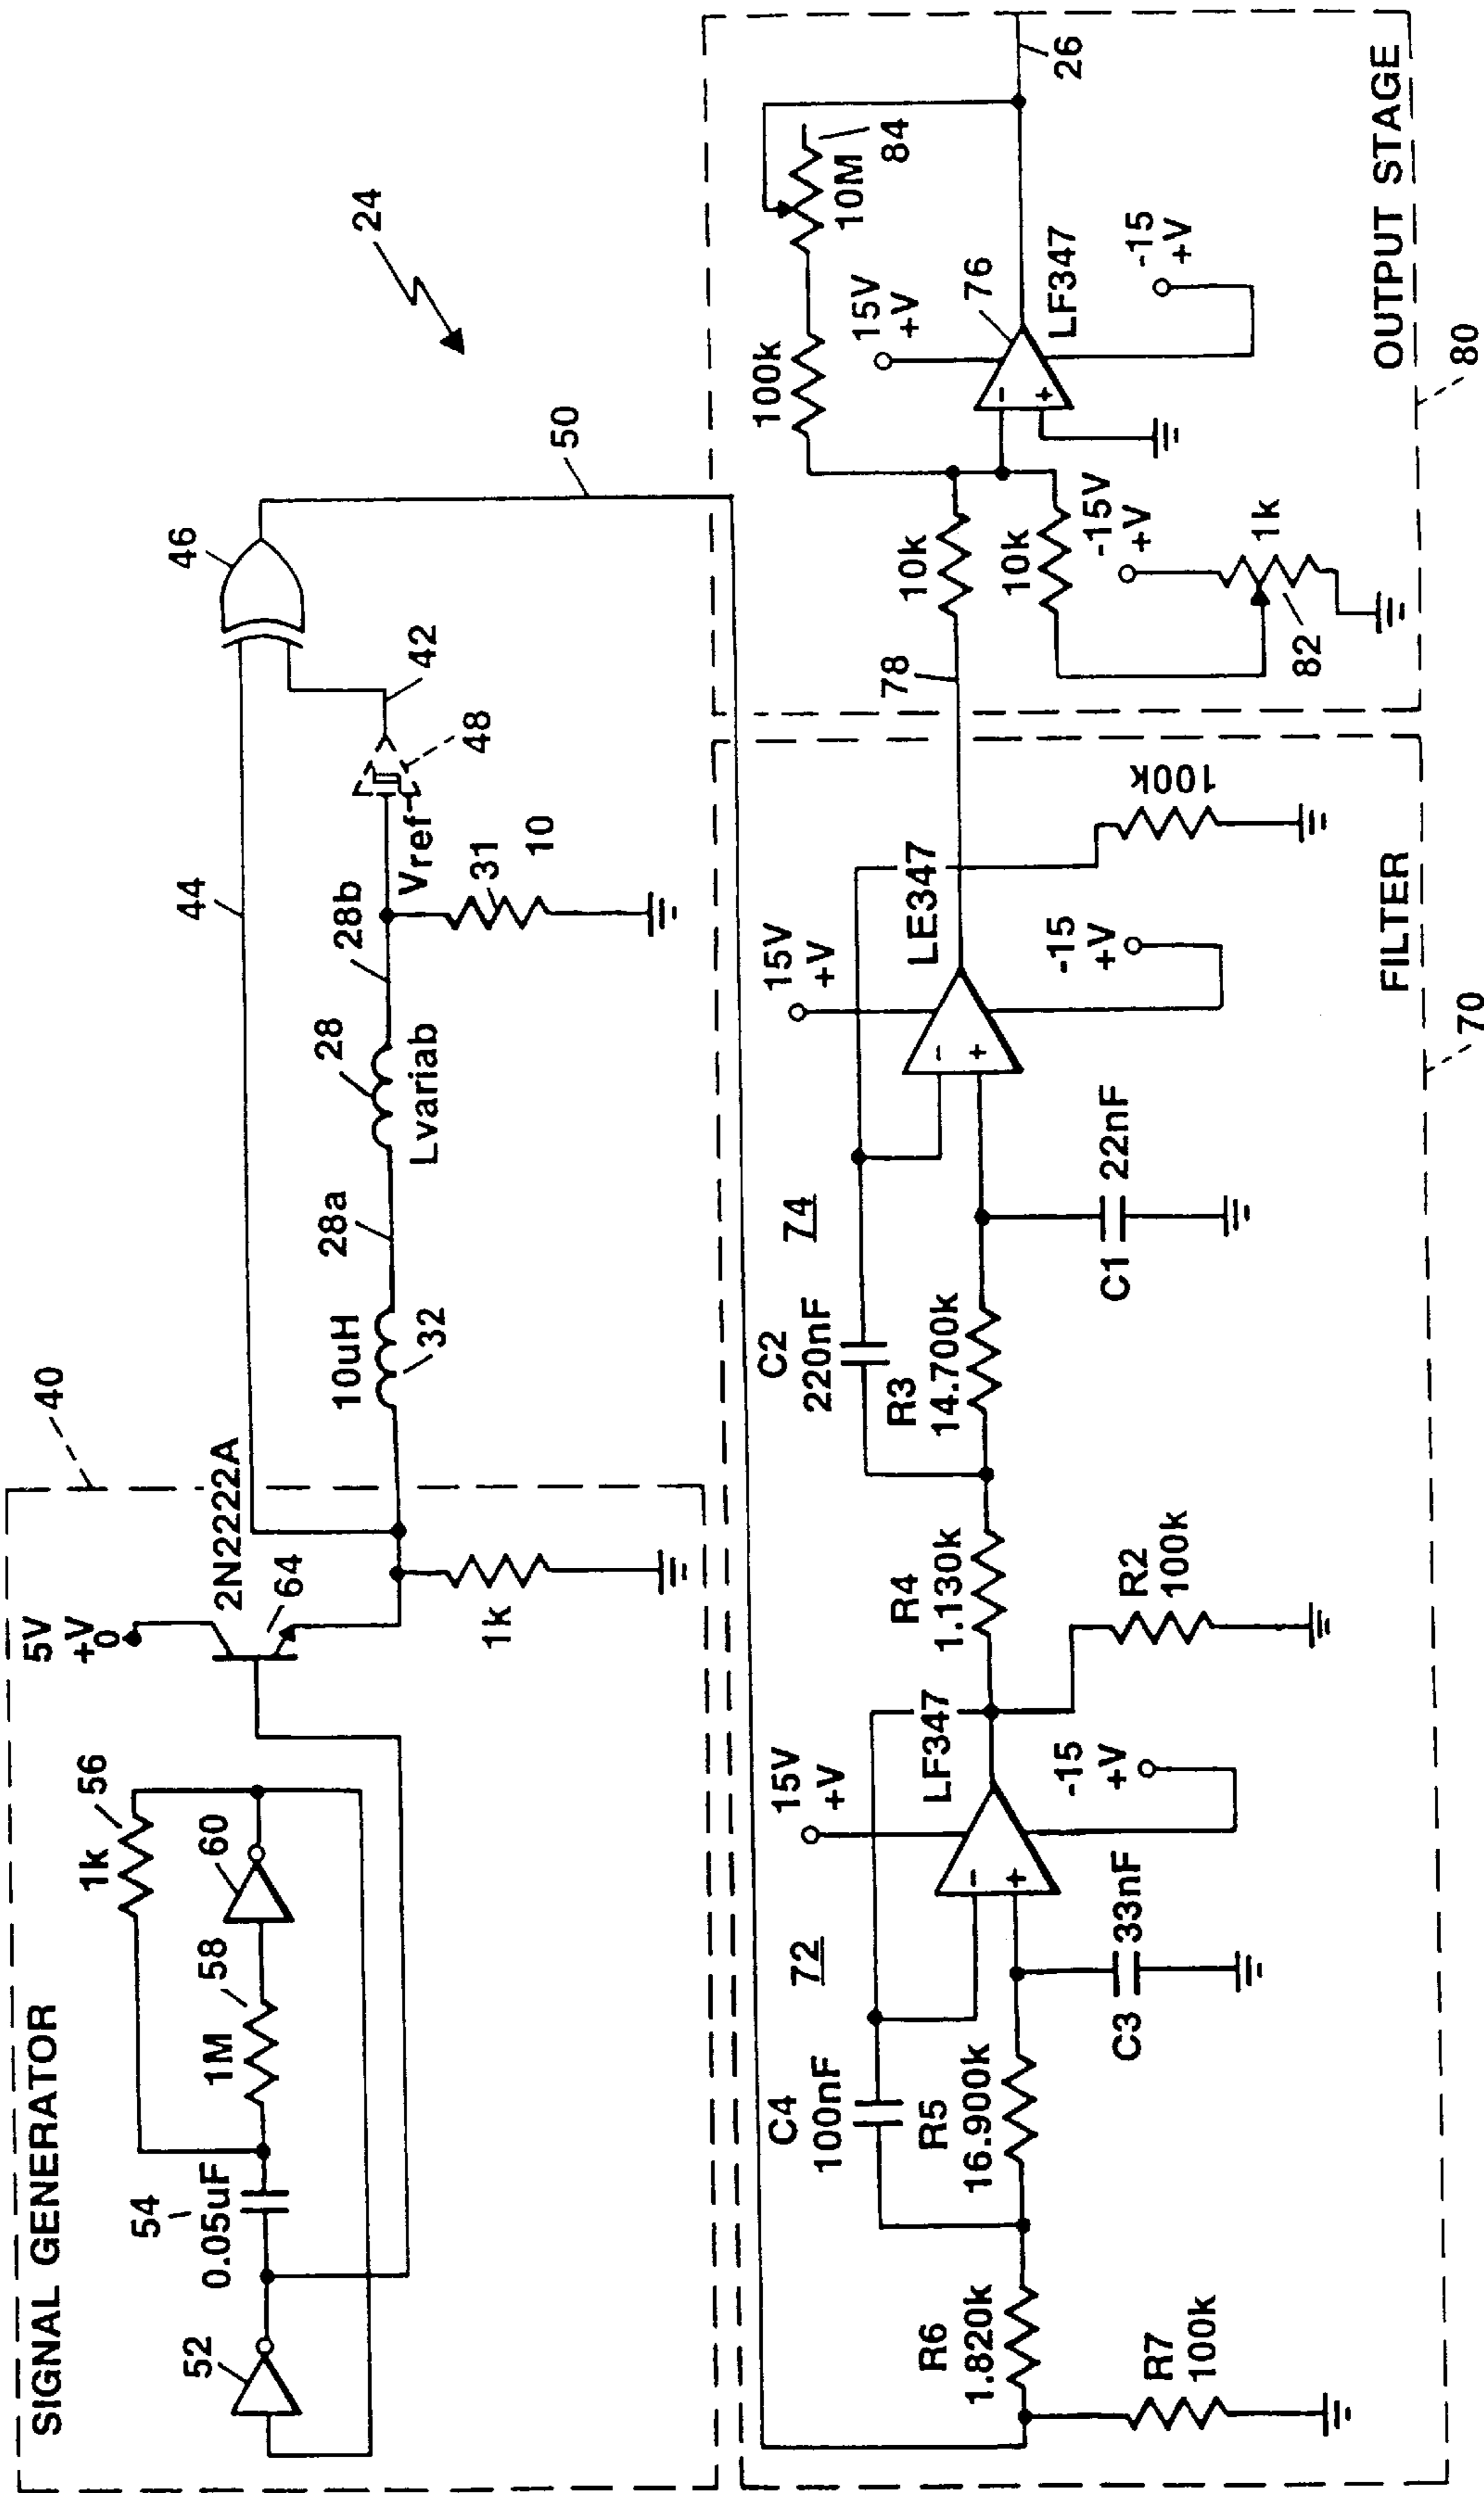 SIGNAL GENERATOR
40
52
54
0.05uF
1M
58
60
1k
56
5V
+V
0
2N2222A
64
1k
44
10uH
32
28a
28
Lvariab
28b
Vref
31
10
48
42
46
50
24
R6
1.820k
R7
100k
C4
100nF
R5
16.900k
72
C3
33nF
15V
+V
LF347
-15
+V
R4
1.130k
R2
100k
C2
220nF
R3
14.700k
74
C1
22nF
15V
+V
LE347
-15
+V
100k
FILTER
70
78
10k
10k
-15V
+V
1k
82
100k
15V
+V
76
LF347
-15
+V
10M
84
26
OUTPUT STAGE
80
-
+
-
+
-
+